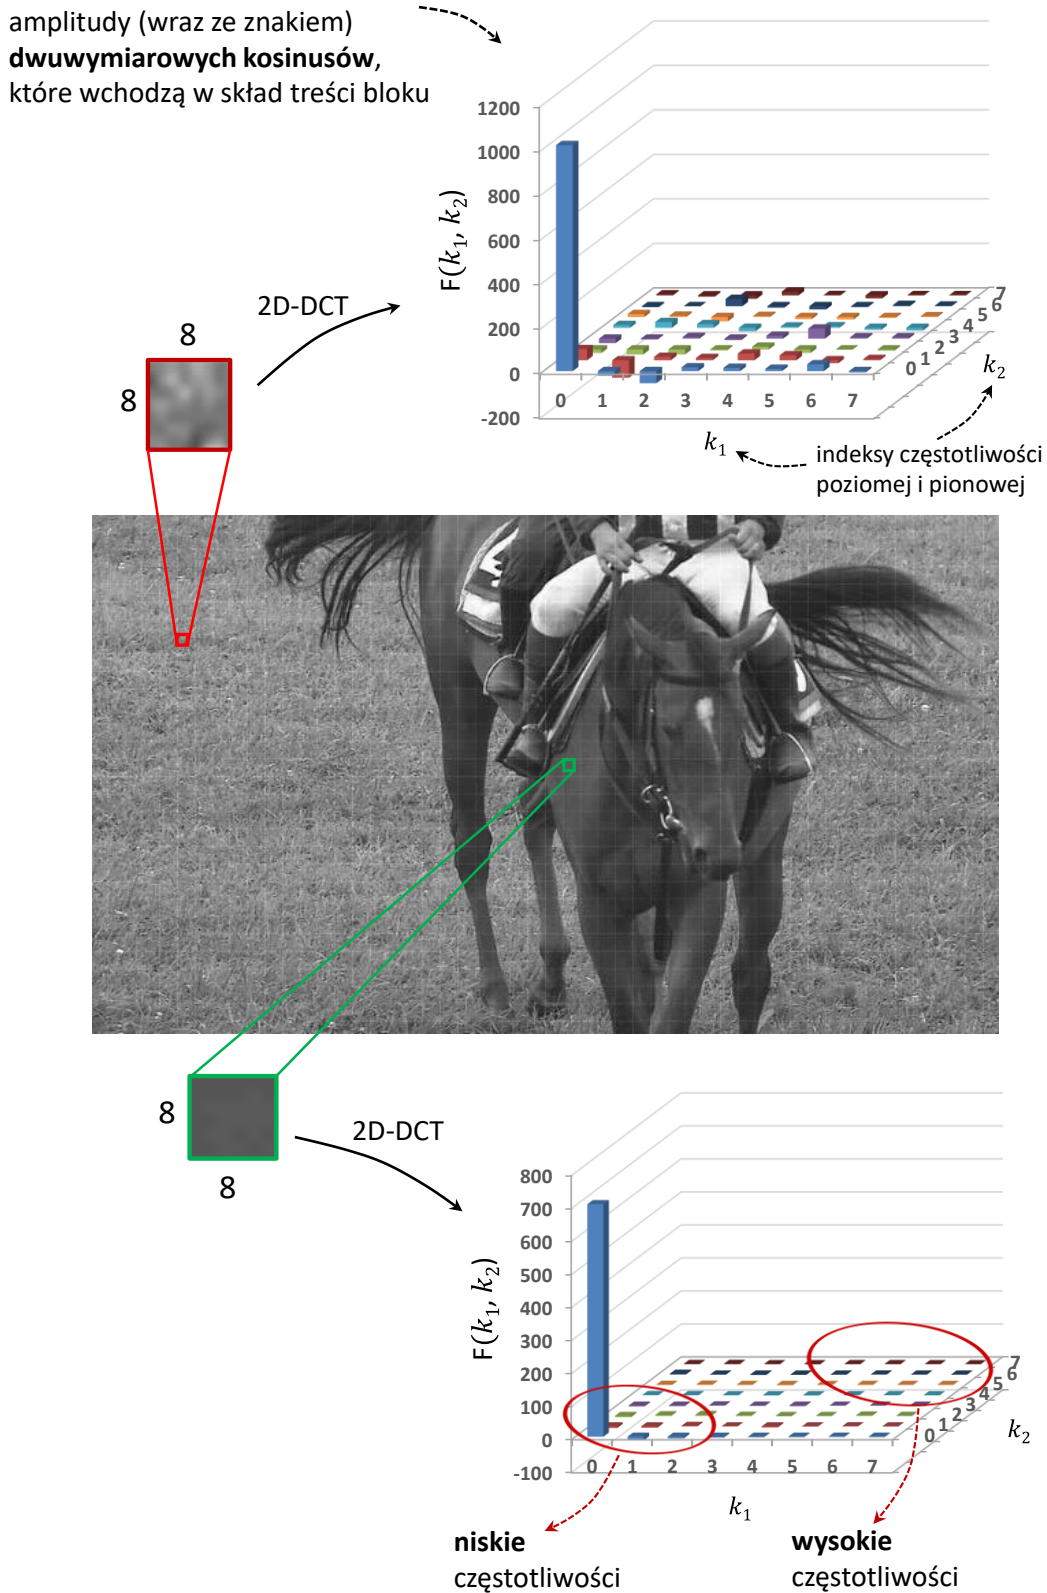 amplitudy (wraz ze znakiem)
dwuwymiarowych kosinusów,
które wchodzą w skład treści bloku
1200
1000
800
600
400
200
0
-200
F(k₁, k₂)
0 1 2 3 4 5 6 7
k₁
0 1 2 3 4 5 6 7
k₂
2D-DCT
8
8
indeksy częstotliwości
poziomej i pionowej
8
8
2D-DCT
800
700
600
500
400
300
200
100
0
-100
F(k₁, k₂)
0 1 2 3 4 5 6 7
k₁
0 1 2 3 4 5 6 7
k₂
niskie
częstotliwości
wysokie
częstotliwości